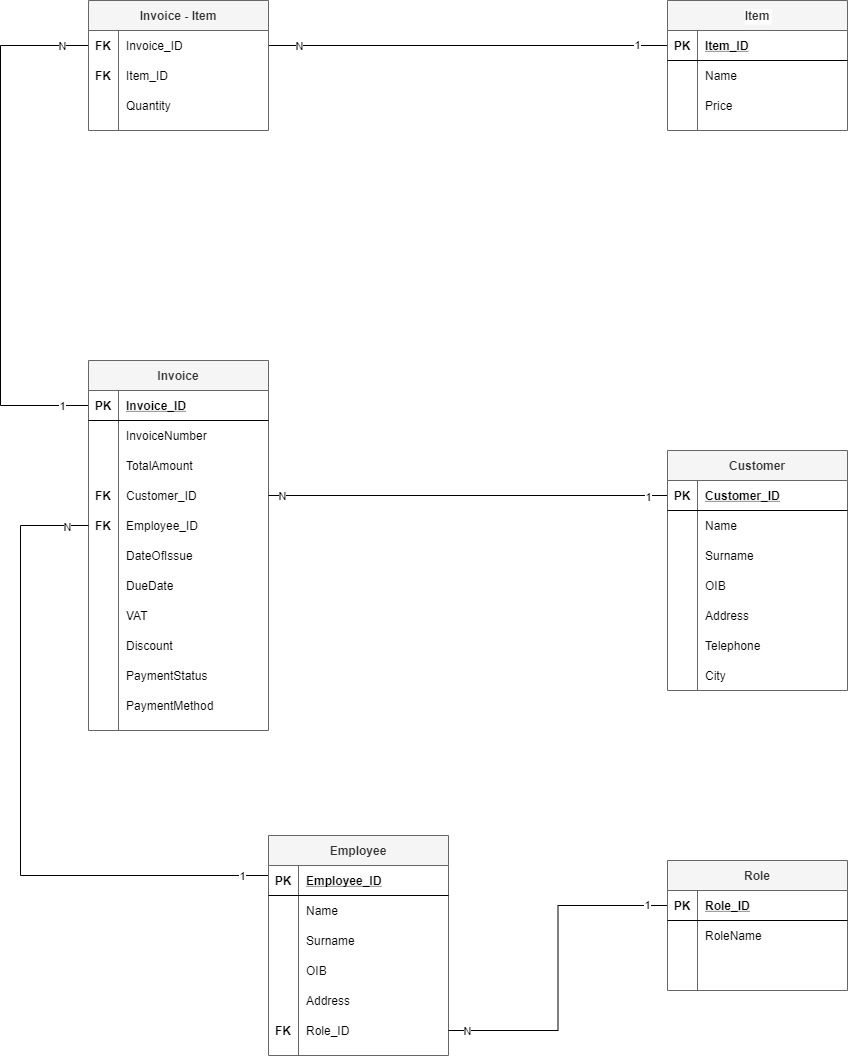 Invoice - Item
N FK Invoice_ID N
FK Item_ID
Quantity
Item
1 PK Item_ID
Name
Price
Invoice
1 PK Invoice_ID
InvoiceNumber
TotalAmount
FK Customer_ID N
N FK Employee_ID
DateOfIssue
DueDate
VAT
Discount
PaymentStatus
PaymentMethod
Customer
1 PK Customer_ID
Name
Surname
OIB
Address
Telephone
City
Employee
1 PK Employee_ID
Name
Surname
OIB
Address
FK Role_ID N
Role
1 PK Role_ID
RoleName